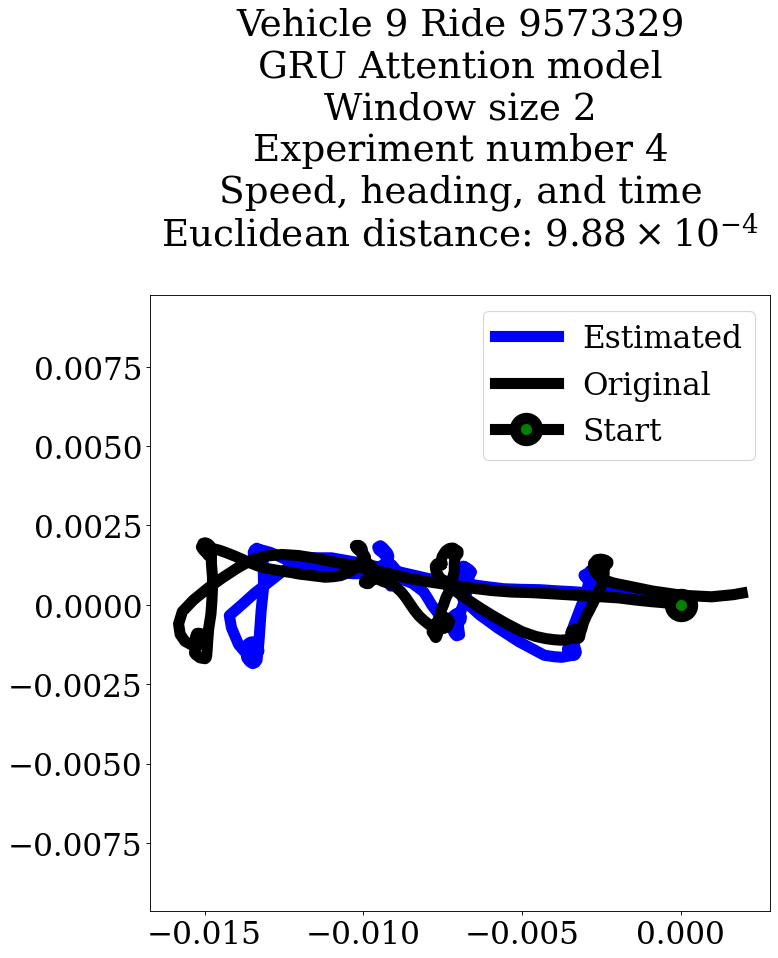 Vehicle 9 Ride 9573329
GRU Attention model
Window size 2
Experiment number 4
Speed, heading, and time
Euclidean distance: 9.88 × 10⁻⁴
Estimated
Original
Start
0.0075
0.0050
0.0025
0.0000
−0.0025
−0.0050
−0.0075
−0.015
−0.010
−0.005
0.000